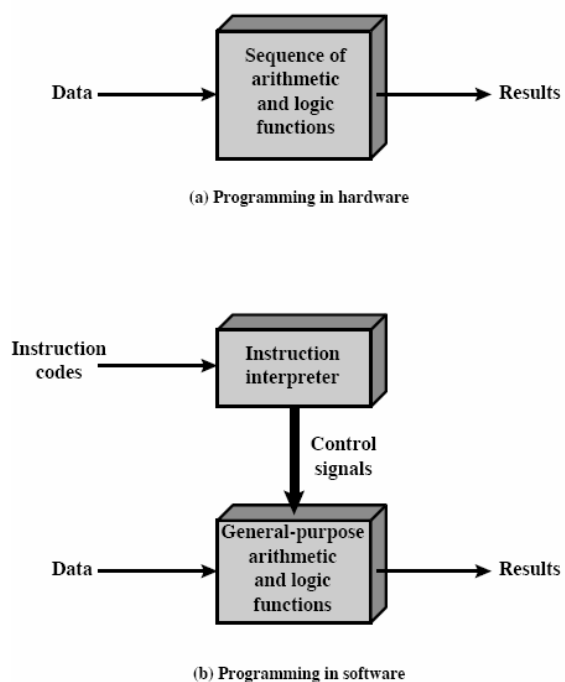 Sequence of
arithmetic
and logic
functions
Data
Results
(a) Programming in hardware
Instruction
codes
Instruction
interpreter
Control
signals
General-purpose
arithmetic
and logic
functions
Data
Results
(b) Programming in software